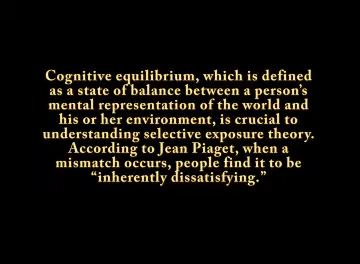 Cognitive equilibrium, which is defined
as a state of balance between a person's
mental representation of the world and
his or her environment, is crucial to
understanding selective exposure theory.
According to Jean Piaget, when a
mismatch occurs, people find it to be
“inherently dissatisfying.”